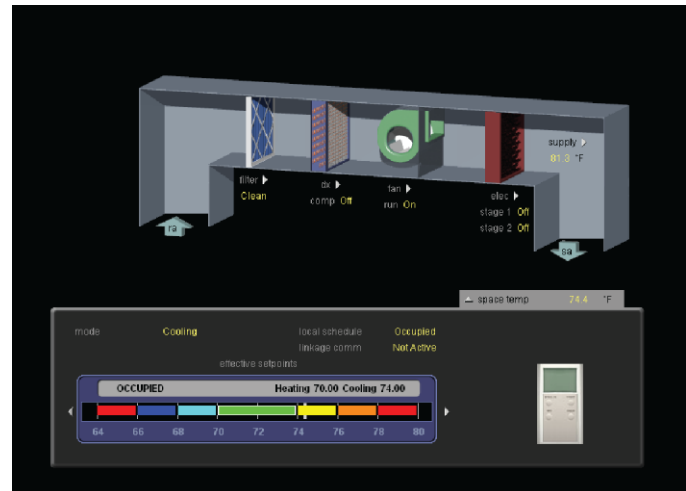 supply
81.3 °F
filter
Clean
dx
comp Off
fan
run On
elec
stage 1 Off
stage 2 Off
ra
sa
space temp 74.4 °F
mode Cooling local schedule Occupied
linkage comm Not Active
effective setpoints
OCCUPIED Heating 70.00 Cooling 74.00
64 66 68 70 72 74 76 78 80